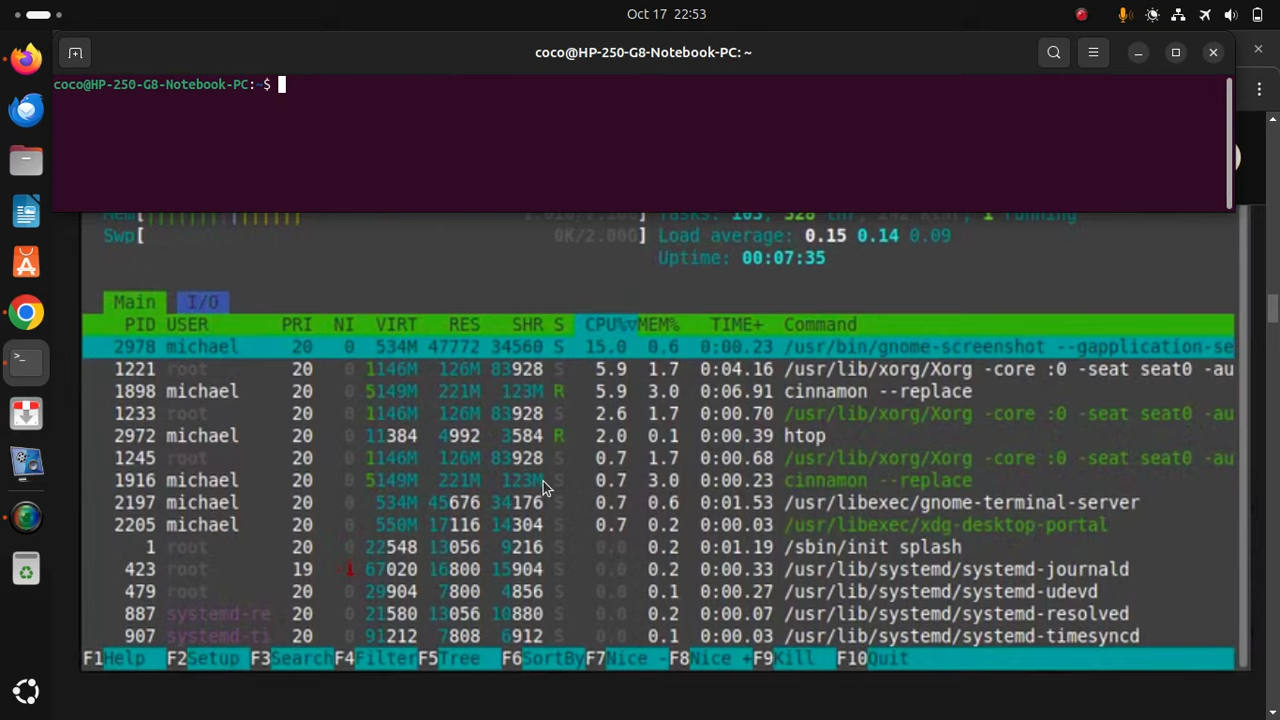 Oct 17 22:53
coco@HP-250-G8-Notebook-PC: ~
coco@HP-250-G8-Notebook-PC:~$
Mem[ ] Tasks: 103, 328 thr, 142 kthr, 1 running
Swp[ 0K/2.00G] Load average: 0.15 0.14 0.09
Uptime: 00:07:35
Main I/O
PID USER PRI NI VIRT RES SHR S CPU%▽MEM% TIME+ Command
2978 michael 20 0 534M 47772 34560 S 15.0 0.6 0:00.23 /usr/bin/gnome-screenshot --gapplication-se
1221 root 20 0 1146M 126M 83928 S 5.9 1.7 0:04.16 /usr/lib/xorg/Xorg -core :0 -seat seat0 -au
1898 michael 20 0 5149M 221M 123M R 5.9 3.0 0:06.91 cinnamon --replace
1233 root 20 0 1146M 126M 83928 S 2.6 1.7 0:00.70 /usr/lib/xorg/Xorg -core :0 -seat seat0 -au
2972 michael 20 0 11384 4992 3584 R 2.0 0.1 0:00.39 htop
1245 root 20 0 1146M 126M 83928 S 0.7 1.7 0:00.68 /usr/lib/xorg/Xorg -core :0 -seat seat0 -au
1916 michael 20 0 5149M 221M 123M S 0.7 3.0 0:00.23 cinnamon --replace
2197 michael 20 0 534M 45676 34176 S 0.7 0.6 0:01.53 /usr/libexec/gnome-terminal-server
2205 michael 20 0 550M 17116 14304 S 0.7 0.2 0:00.03 /usr/libexec/xdg-desktop-portal
1 root 20 0 22548 13056 9216 S 0.0 0.2 0:01.19 /sbin/init splash
423 root 19 -1 67020 16800 15904 S 0.0 0.2 0:00.33 /usr/lib/systemd/systemd-journald
479 root 20 0 29904 7800 4856 S 0.0 0.1 0:00.27 /usr/lib/systemd/systemd-udevd
887 systemd-re 20 0 21580 13056 10880 S 0.0 0.2 0:00.07 /usr/lib/systemd/systemd-resolved
907 systemd-ti 20 0 91212 7808 6912 S 0.0 0.1 0:00.03 /usr/lib/systemd/systemd-timesyncd
F1Help F2Setup F3Search F4Filter F5Tree F6SortBy F7Nice - F8Nice + F9Kill F10Quit